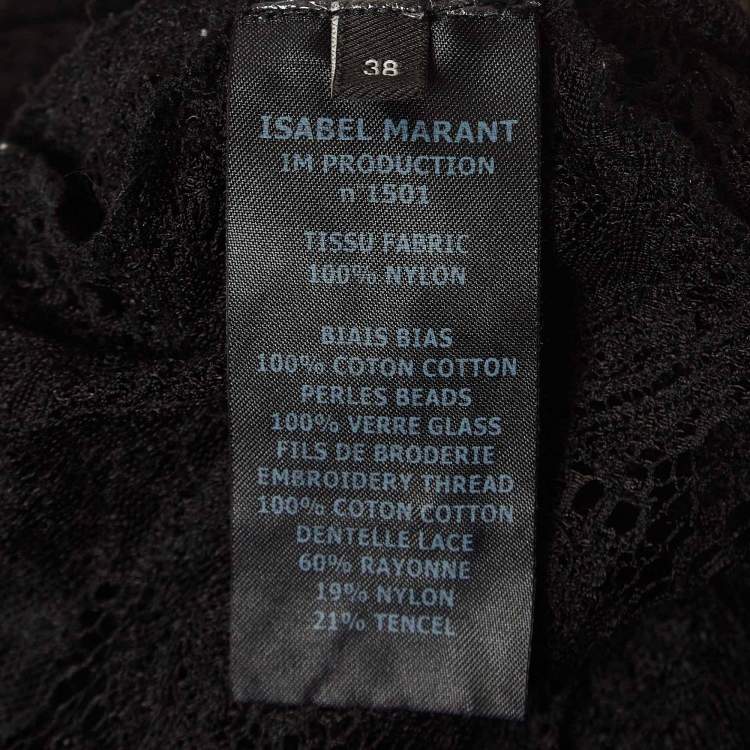 38
ISABEL MARANT
IM PRODUCTION
n°1501
TISSU FABRIC
100% NYLON
BIAIS BIAS
100% COTON COTTON
PERLES BEADS
100% VERRE GLASS
FILS DE BRODERTE
EMBROIDERY THREAD
100% COTON COTTON
DENTELLE LACE
60% RAYONNE
19% NYLON
21% TENCEL